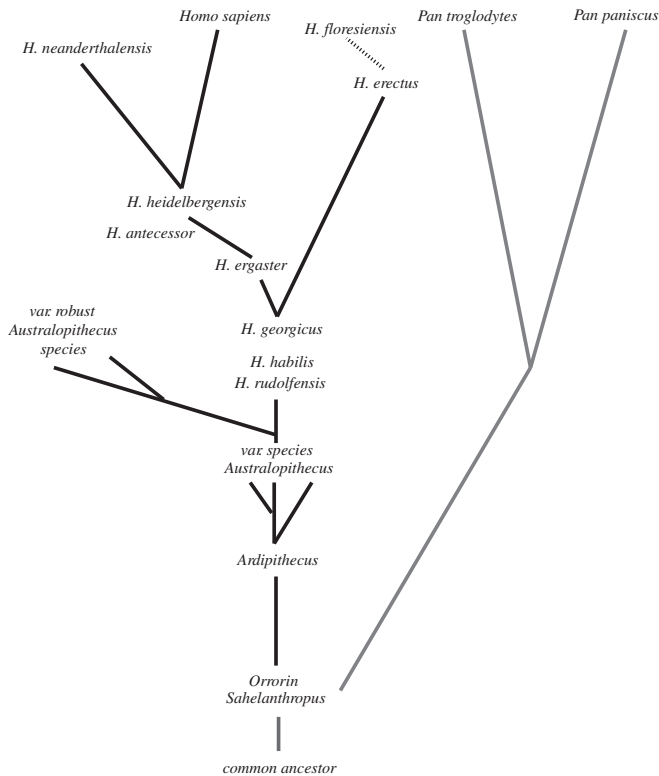 Homo sapiens
Pan troglodytes
Pan paniscus
H. floresiensis
H. neanderthalensis
H. erectus
H. heidelbergensis
H. antecessor
H. ergaster
var. robust
Australopithecus
species
H. georgicus
H. habilis
H. rudolfensis
var. species
Australopithecus
Ardipithecus
Orrorin
Sahelanthropus
common ancestor